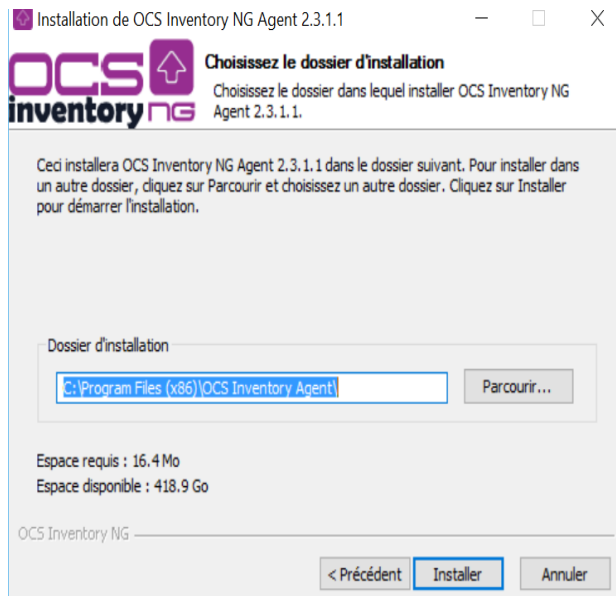 Installation de OCS Inventory NG Agent 2.3.1.1
OCS
inventory NG
Choisissez le dossier d'installation
Choisissez le dossier dans lequel installer OCS Inventory NG
Agent 2.3.1.1.
Ceci installera OCS Inventory NG Agent 2.3.1.1 dans le dossier suivant. Pour installer dans
un autre dossier, cliquez sur Parcourir et choisissez un autre dossier. Cliquez sur Installer
pour démarrer l'installation.
Dossier d'installation
C:\Program Files (x86)\OCS Inventory Agent\
Parcourir...
Espace requis : 16.4 Mo
Espace disponible : 418.9 Go
OCS Inventory NG
< Précédent
Installer
Annuler